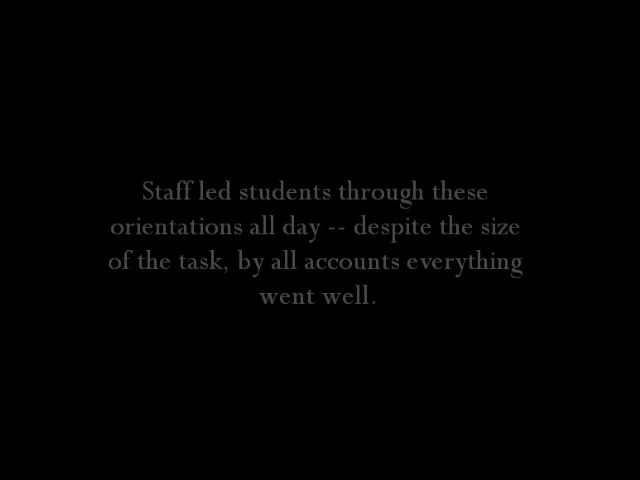 Staff led students through these
orientations all day -- despite the size
of the task, by all accounts everything
went well.